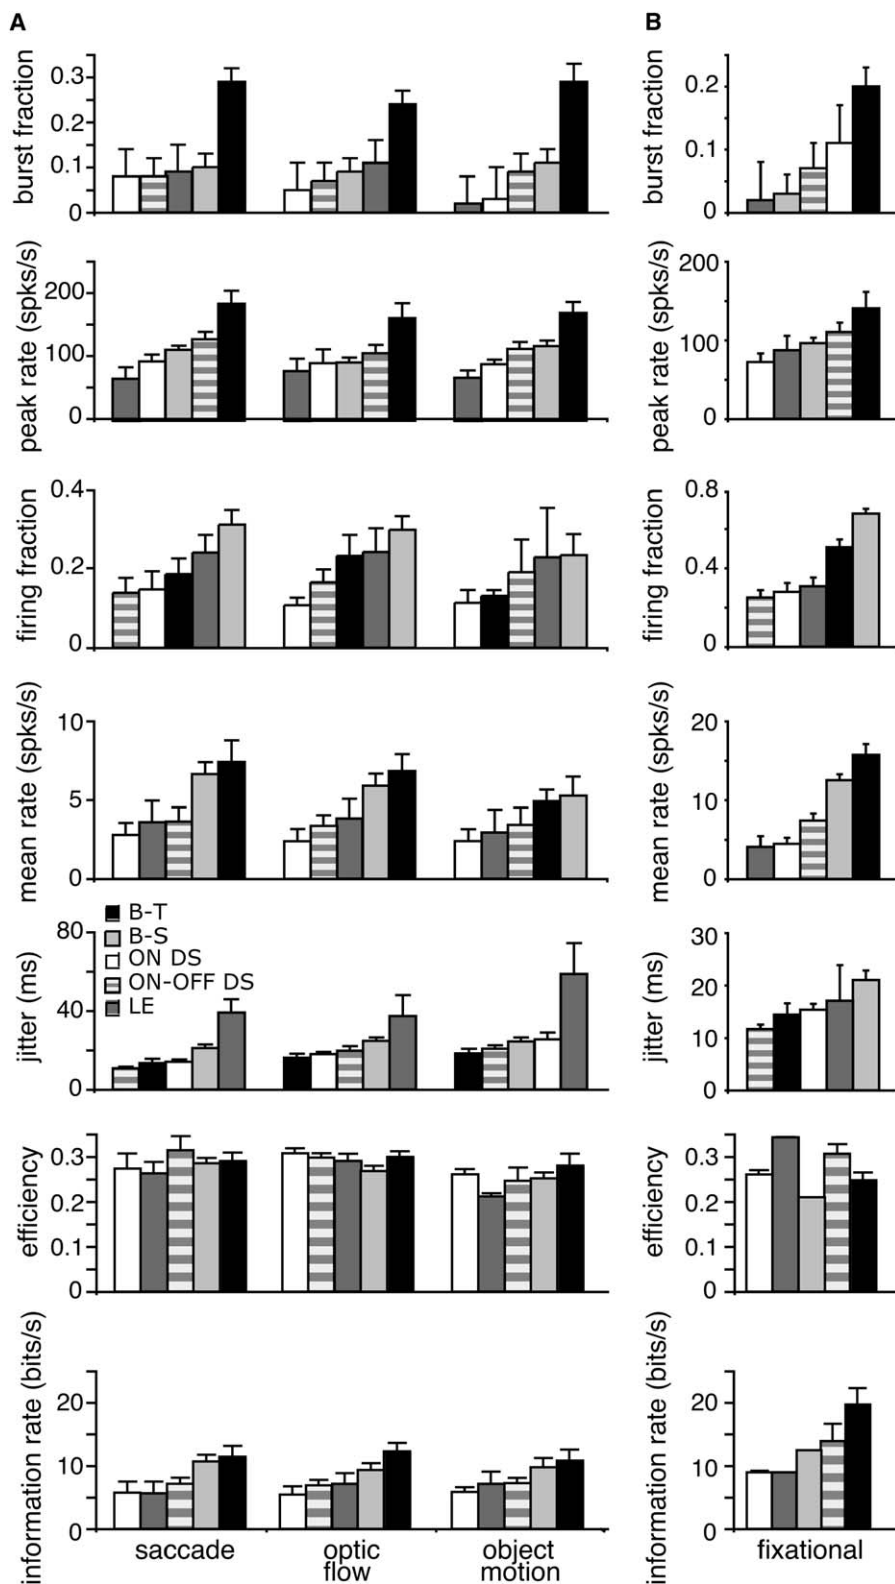 A
B
burst fraction
0.3
0.2
0.1
0
burst fraction
0.2
0.1
0
peak rate (spks/s)
200
100
0
peak rate (spks/s)
200
100
0
firing fraction
0.4
0.2
0
firing fraction
0.8
0.4
0
mean rate (spks/s)
10
5
0
mean rate (spks/s)
20
10
0
jitter (ms)
80
40
0
B-T
B-S
ON DS
ON-OFF DS
LE
jitter (ms)
30
20
10
0
efficiency
0.3
0.2
0.1
0
efficiency
0.3
0.2
0.1
0
information rate (bits/s)
20
10
0
information rate (bits/s)
20
10
0
saccade
optic
flow
object
motion
fixational